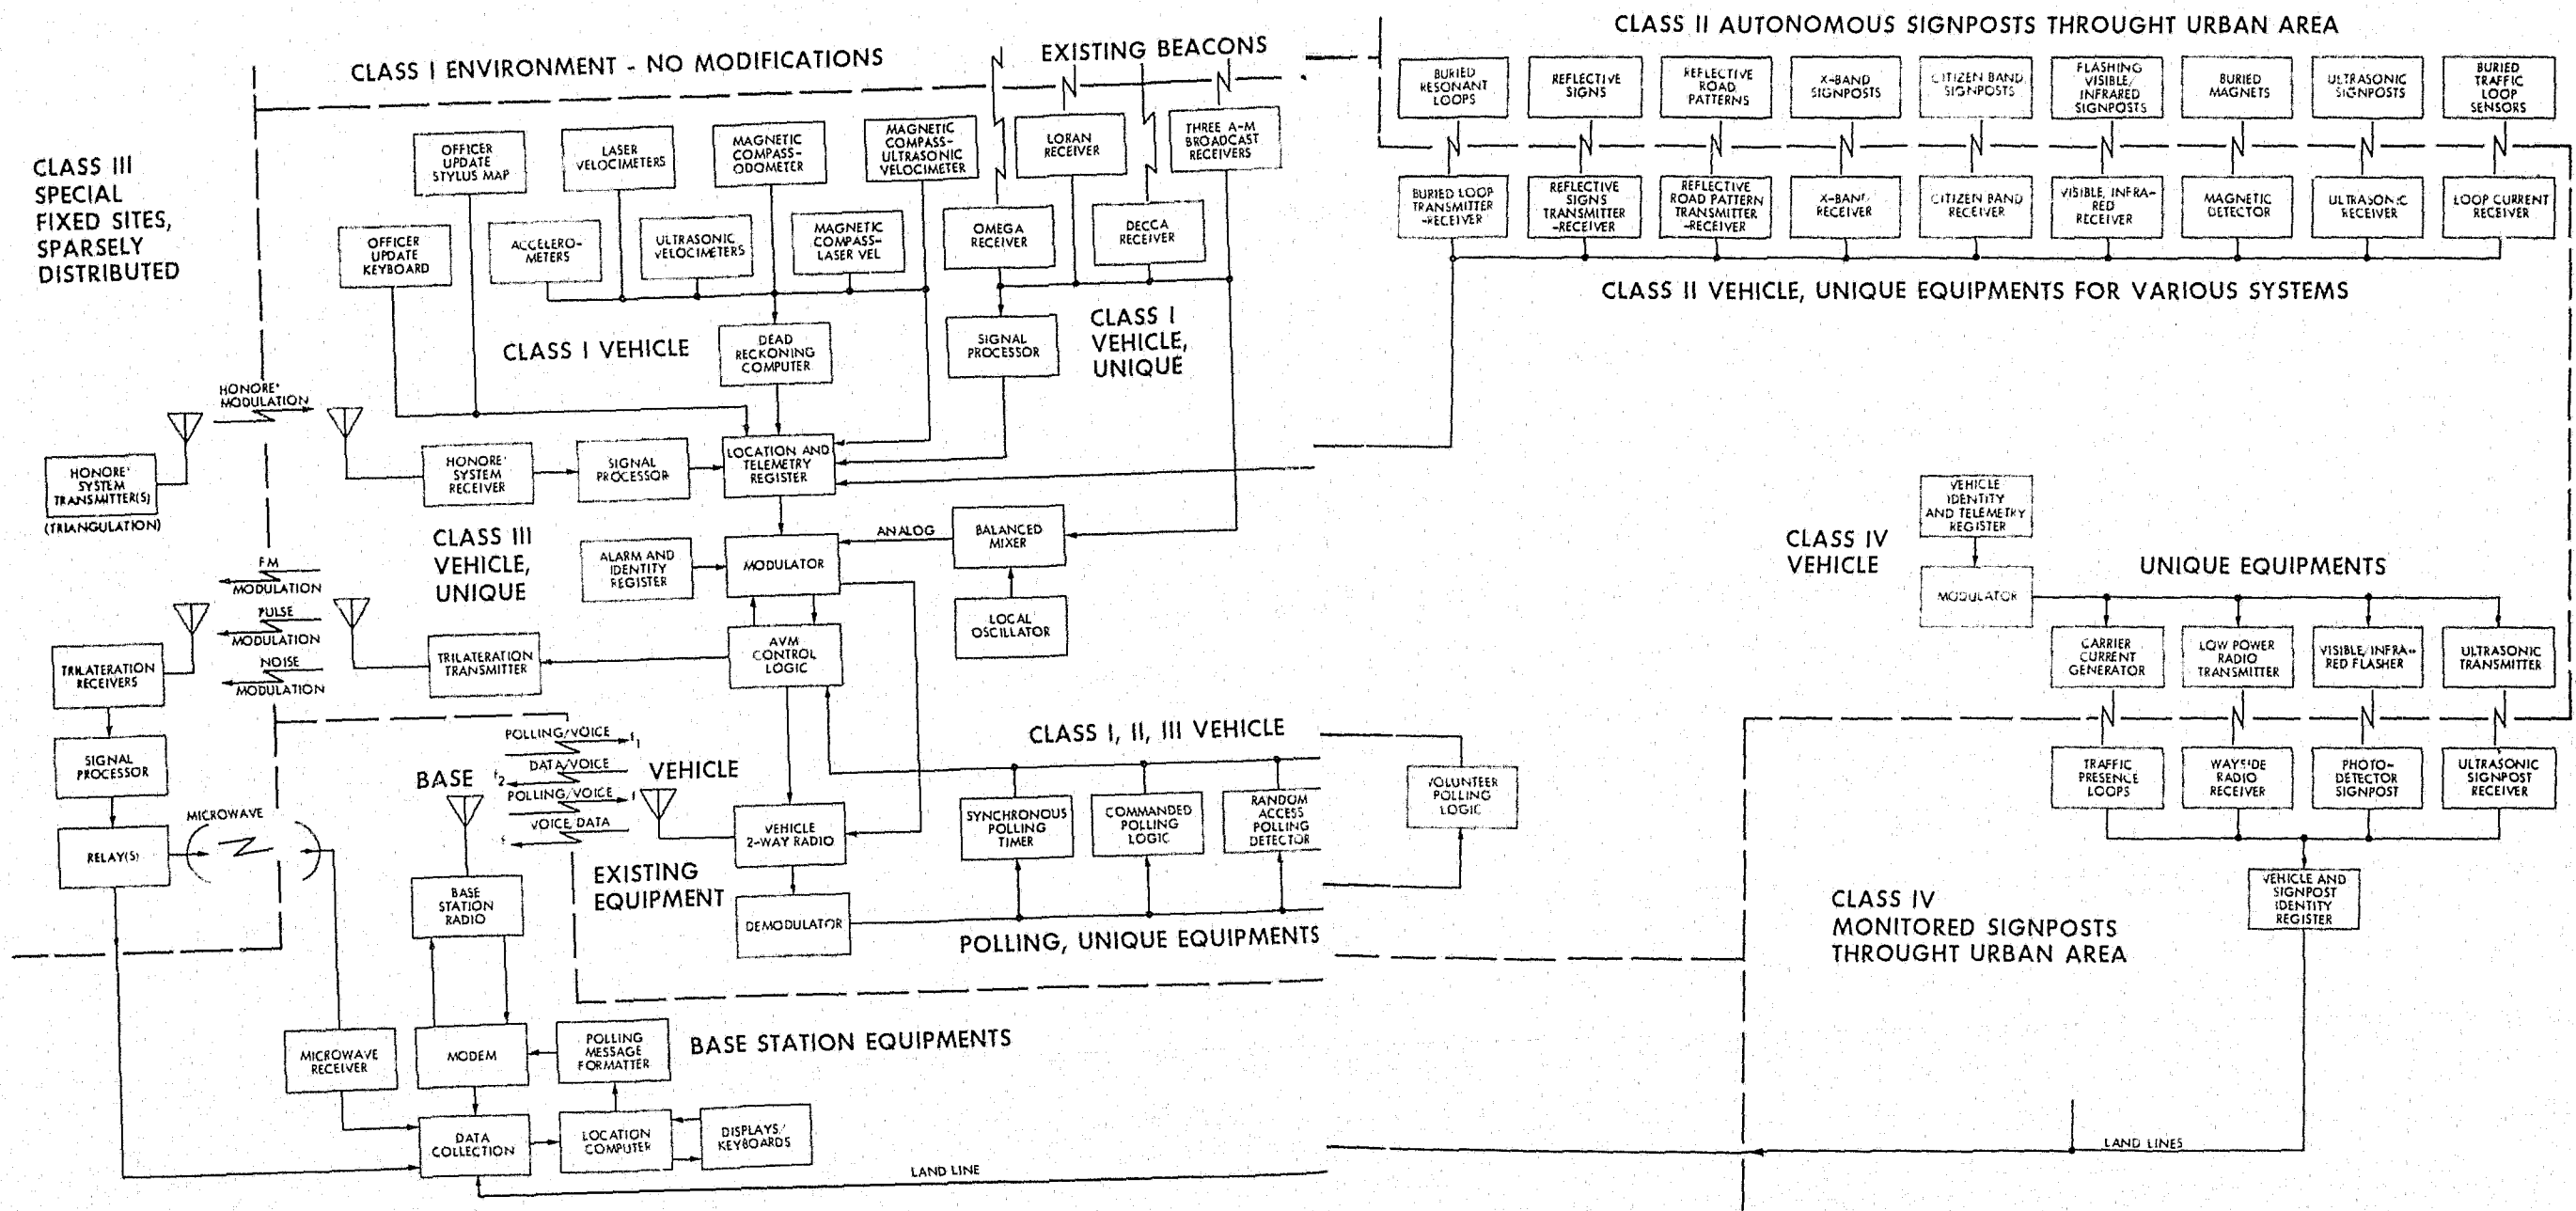 CLASS II AUTONOMOUS SIGNPOSTS THROUGHT URBAN AREA
CLASS I ENVIRONMENT - NO MODIFICATIONS
EXISTING BEACONS
BURIED
RESONANT
LOOPS
REFLECTIVE
SIGNS
REFLECTIVE
ROAD
PATTERNS
X-BAND
SIGNPOSTS
CITIZEN BAND
SIGNPOSTS
FLASHING
VISIBLE/
INFRARED
SIGNPOSTS
BURIED
MAGNETS
ULTRASONIC
SIGNPOSTS
BURIED
TRAFFIC
LOOP
SENSORS
CLASS III
SPECIAL
FIXED SITES,
SPARSELY
DISTRIBUTED
OFFICER
UPDATE
STYLUS MAP
LASER
VELOCIMETERS
MAGNETIC
COMPASS-
ODOMETER
MAGNETIC
COMPASS-
ULTRASONIC
VELOCIMETER
LORAN
RECEIVER
THREE A-M
BROADCAST
RECEIVERS
BURIED LOOP
TRANSMITTER
-RECEIVER
REFLECTIVE
SIGNS
TRANSMITTER
-RECEIVER
REFLECTIVE
ROAD PATTERN
TRANSMITTER
-RECEIVER
X-BAND
RECEIVER
CITIZEN BAND
RECEIVER
VISIBLE, INFRA-
RED
RECEIVER
MAGNETIC
DETECTOR
ULTRASONIC
RECEIVER
LOOP CURRENT
RECEIVER
OFFICER
UPDATE
KEYBOARD
ACCELERO-
METERS
ULTRASONIC
VELOCIMETERS
MAGNETIC
COMPASS-
LASER VEL
OMEGA
RECEIVER
DECCA
RECEIVER
CLASS II VEHICLE, UNIQUE EQUIPMENTS FOR VARIOUS SYSTEMS
CLASS I VEHICLE
DEAD
RECKONING
COMPUTER
SIGNAL
PROCESSOR
CLASS I
VEHICLE,
UNIQUE
HONORE'
MODULATION
HONORE'
SYSTEM
TRANSMITTER(S)
(TRIANGULATION)
HONORE'
SYSTEM
RECEIVER
SIGNAL
PROCESSOR
LOCATION AND
TELEMETRY
REGISTER
CLASS III
VEHICLE,
UNIQUE
ALARM AND
IDENTITY
REGISTER
MODULATOR
ANALOG
BALANCED
MIXER
LOCAL
OSCILLATOR
CLASS IV
VEHICLE
VEHICLE
IDENTITY
AND TELEMETRY
REGISTER
MODULATOR
UNIQUE EQUIPMENTS
FM
MODULATION
PULSE
MODULATION
NOISE
MODULATION
TRILATERATION
RECEIVERS
TRILATERATION
TRANSMITTER
AVM
CONTROL
LOGIC
CARRIER
CURRENT
GENERATOR
LOW POWER
RADIO
TRANSMITTER
VISIBLE/INFRA-
RED FLASHER
ULTRASONIC
TRANSMITTER
SIGNAL
PROCESSOR
RELAY(S)
MICROWAVE
BASE
POLLING/VOICE f1
f2 DATA/VOICE
POLLING/VOICE f
f VOICE DATA
VEHICLE
EXISTING
EQUIPMENT
CLASS I, II, III VEHICLE
VEHICLE
2-WAY RADIO
SYNCHRONOUS
POLLING
TIMER
COMMANDED
POLLING
LOGIC
RANDOM
ACCESS
POLLING
DETECTOR
VOLUNTEER
POLLING
LOGIC
TRAFFIC
PRESENCE
LOOPS
WAYSIDE
RADIO
RECEIVER
PHOTO-
DETECTOR
SIGNPOST
ULTRASONIC
SIGNPOST
RECEIVER
BASE
STATION
RADIO
DEMODULATOR
POLLING, UNIQUE EQUIPMENTS
CLASS IV
MONITORED SIGNPOSTS
THROUGHT URBAN AREA
VEHICLE AND
SIGNPOST
IDENTITY
REGISTER
MICROWAVE
RECEIVER
MODEM
POLLING
MESSAGE
FORMATTER
BASE STATION EQUIPMENTS
DATA
COLLECTION
LOCATION
COMPUTER
DISPLAYS/
KEYBOARDS
LAND LINE
LAND LINES